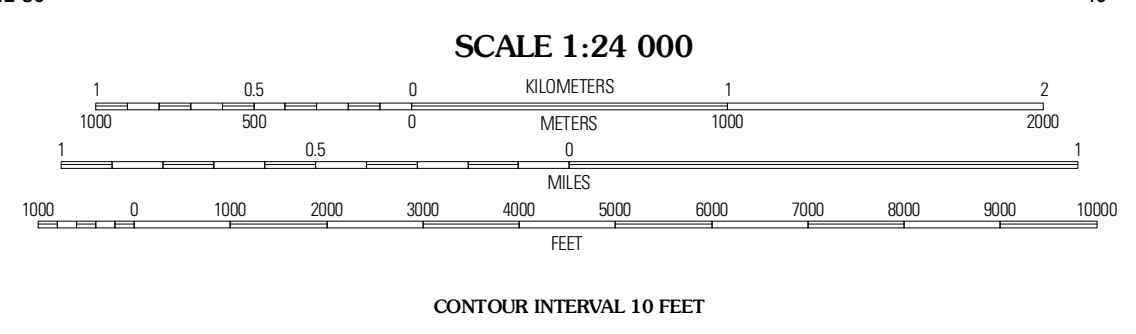 SCALE 1:24 000
1 0.5 0 KILOMETERS 1 2
1000 500 0 METERS 1000 2000
1 0.5 0 1
MILES
1000 0 1000 2000 3000 4000 5000 6000 7000 8000 9000 10000
FEET
CONTOUR INTERVAL 10 FEET